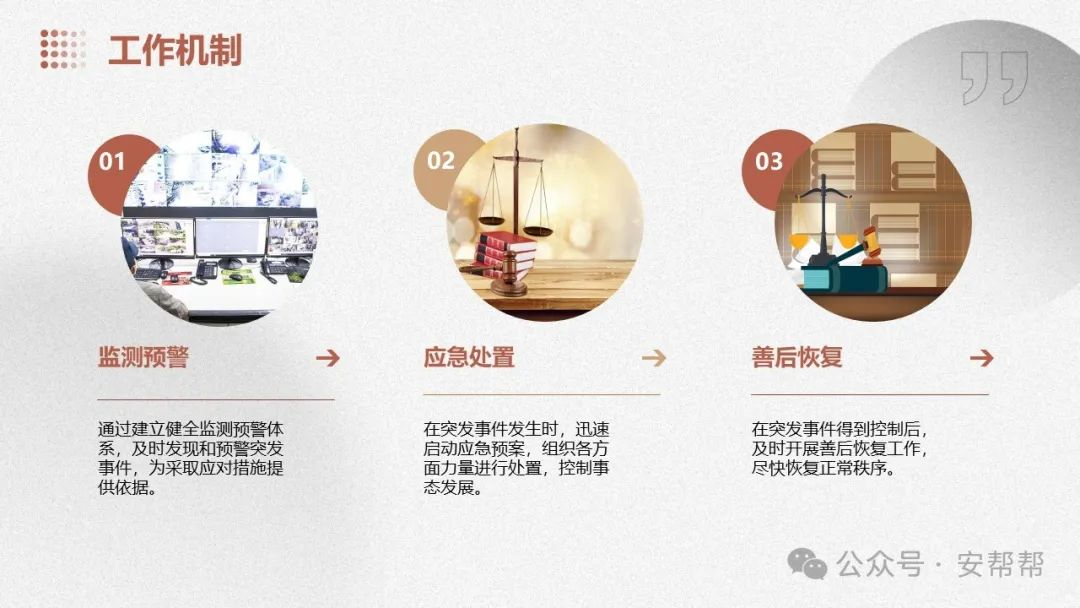 工作机制
01
监测预警
通过建立健全监测预警体
系，及时发现和预警突发
事件，为采取应对措施提
供依据。
02
应急处置
在突发事件发生时，迅速
启动应急预案，组织各方
面力量进行处置，控制事
态发展。
03
善后恢复
在突发事件得到控制后，
及时开展善后恢复工作，
尽快恢复正常秩序。
公众号·安帮帮